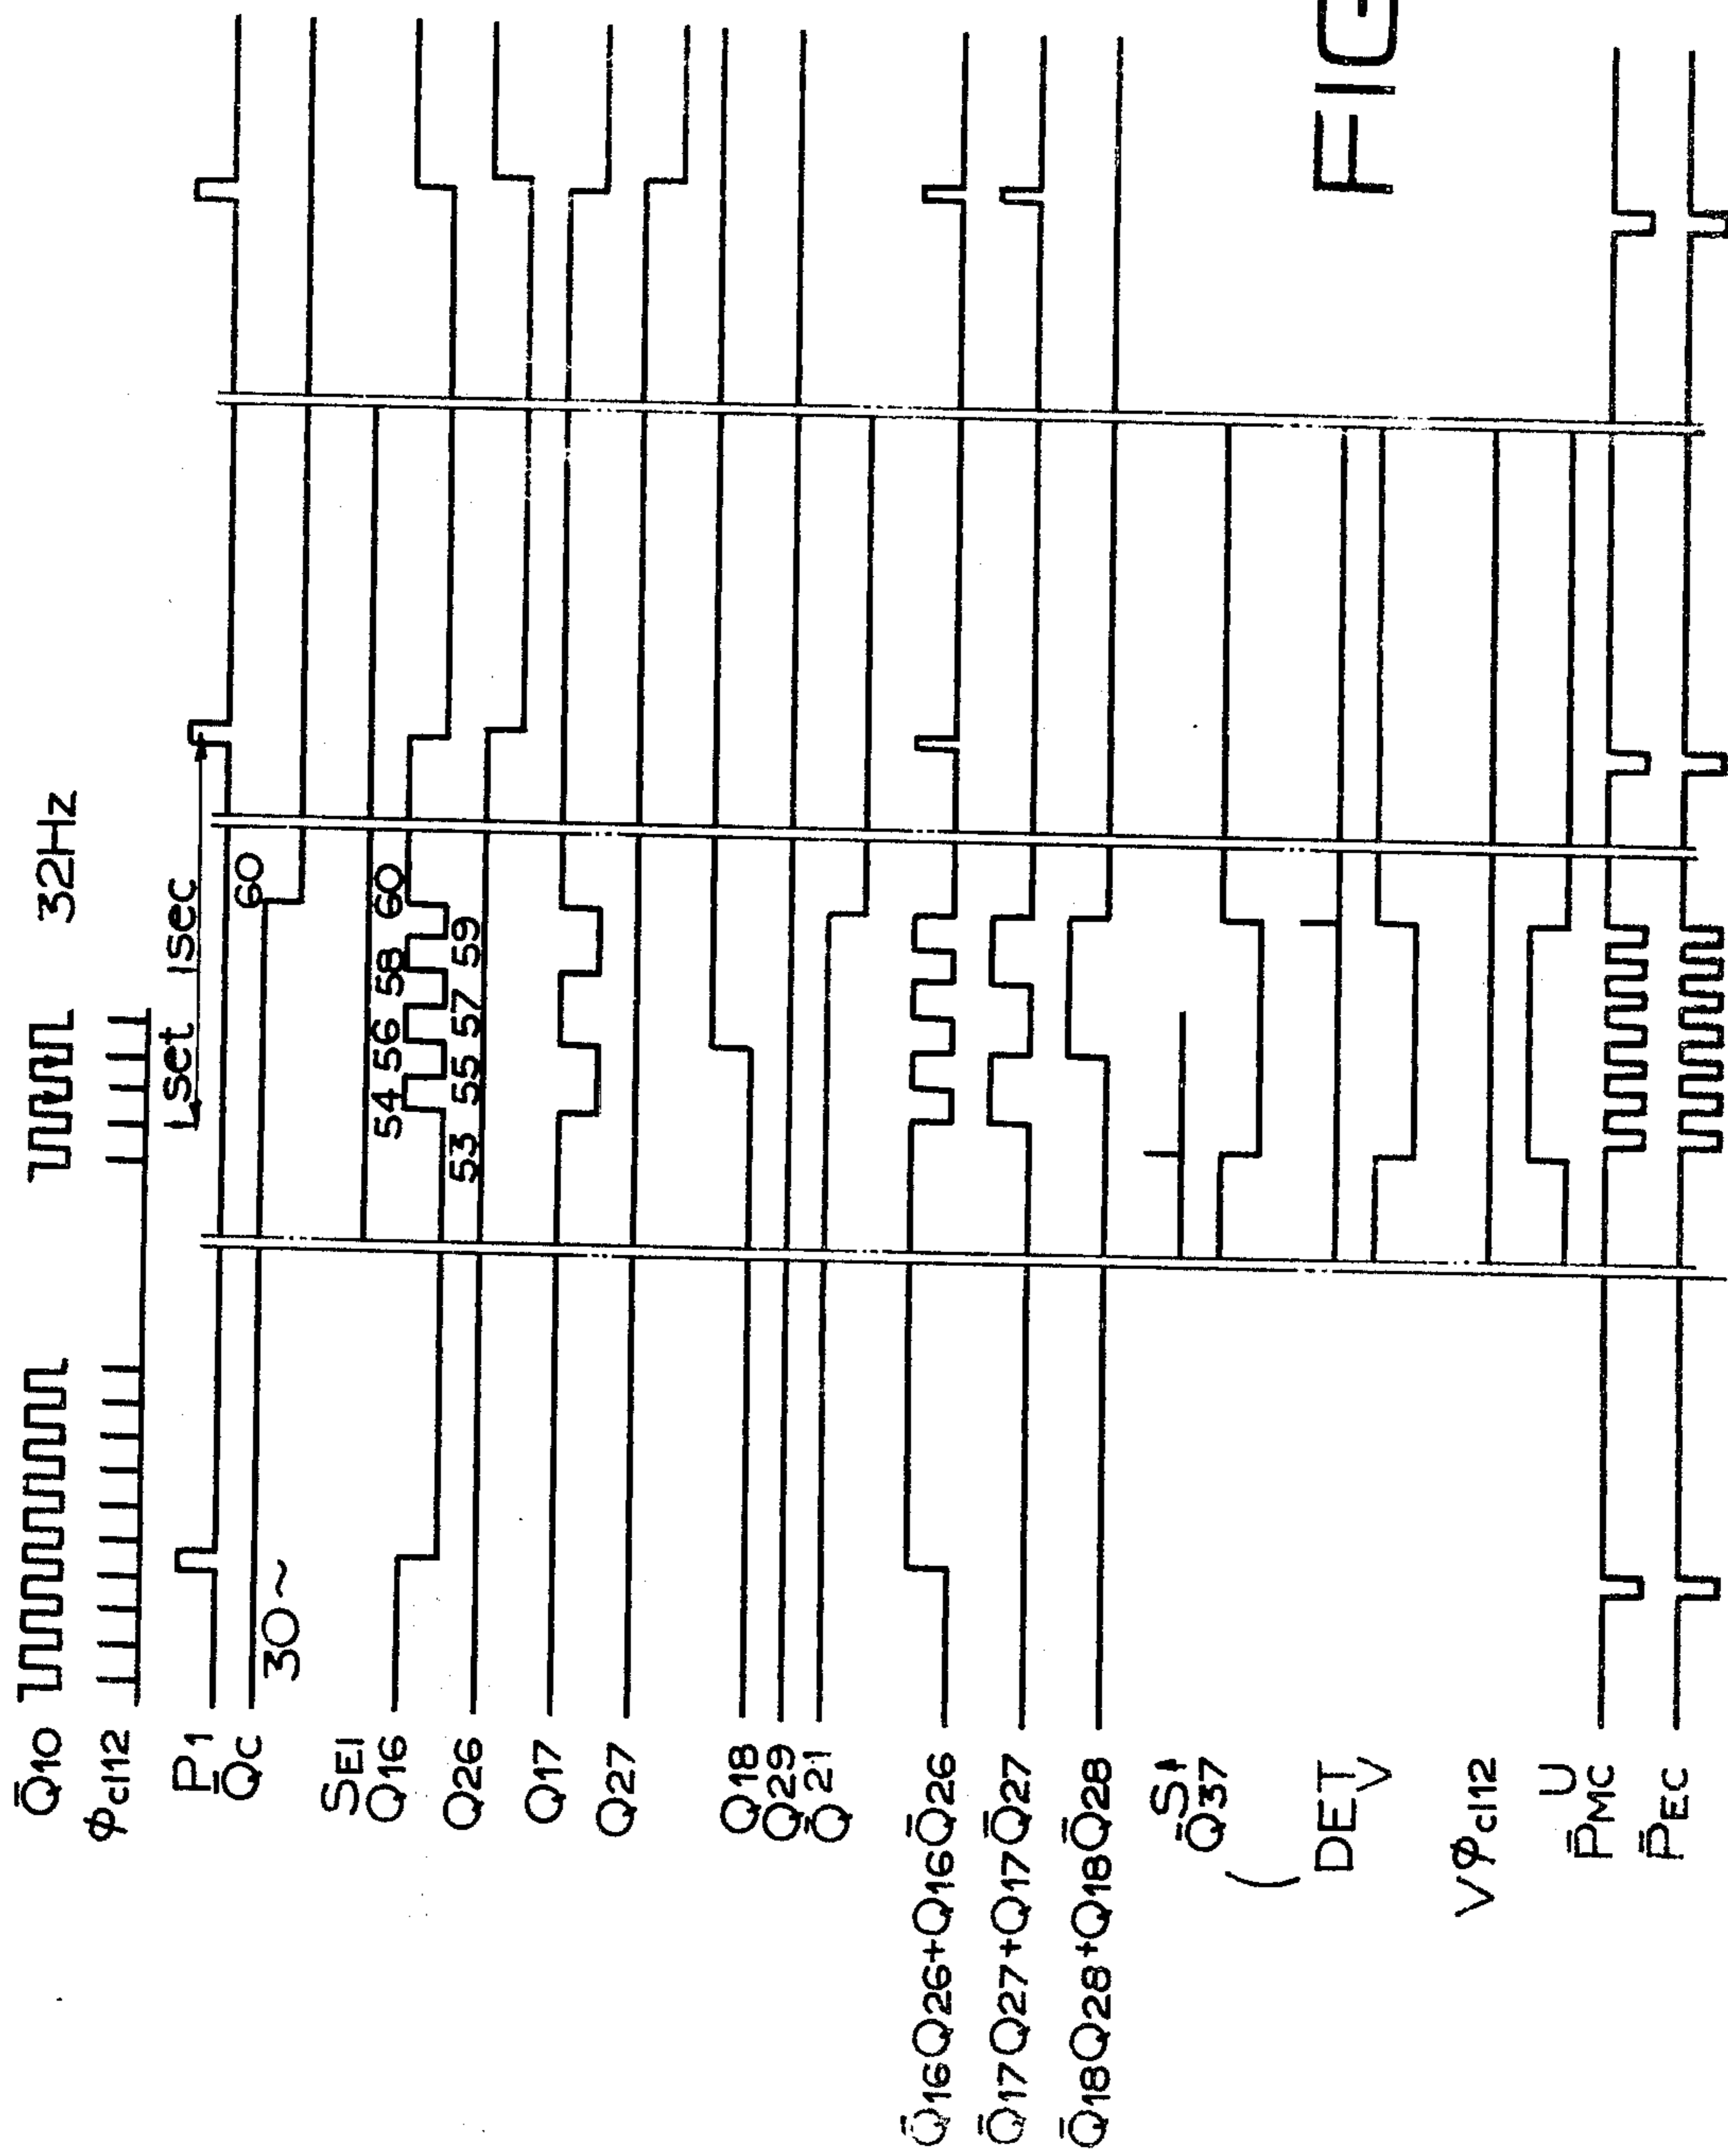 Q̄10
32Hz
φcl12
Lset 1sec
P1
Q̄C
60
30~
SEI
Q16
54 56 58 60
53 55 57 59
Q26
Q17
Q27
Q18
Q29
Q̄21
Q̄16Q26+Q16Q̄26
Q̄17Q27+Q17Q̄27
Q̄18Q28+Q18Q̄28
Q̄37
DET
V
Vφcl12
U
P̄MC
P̄EC
FIG